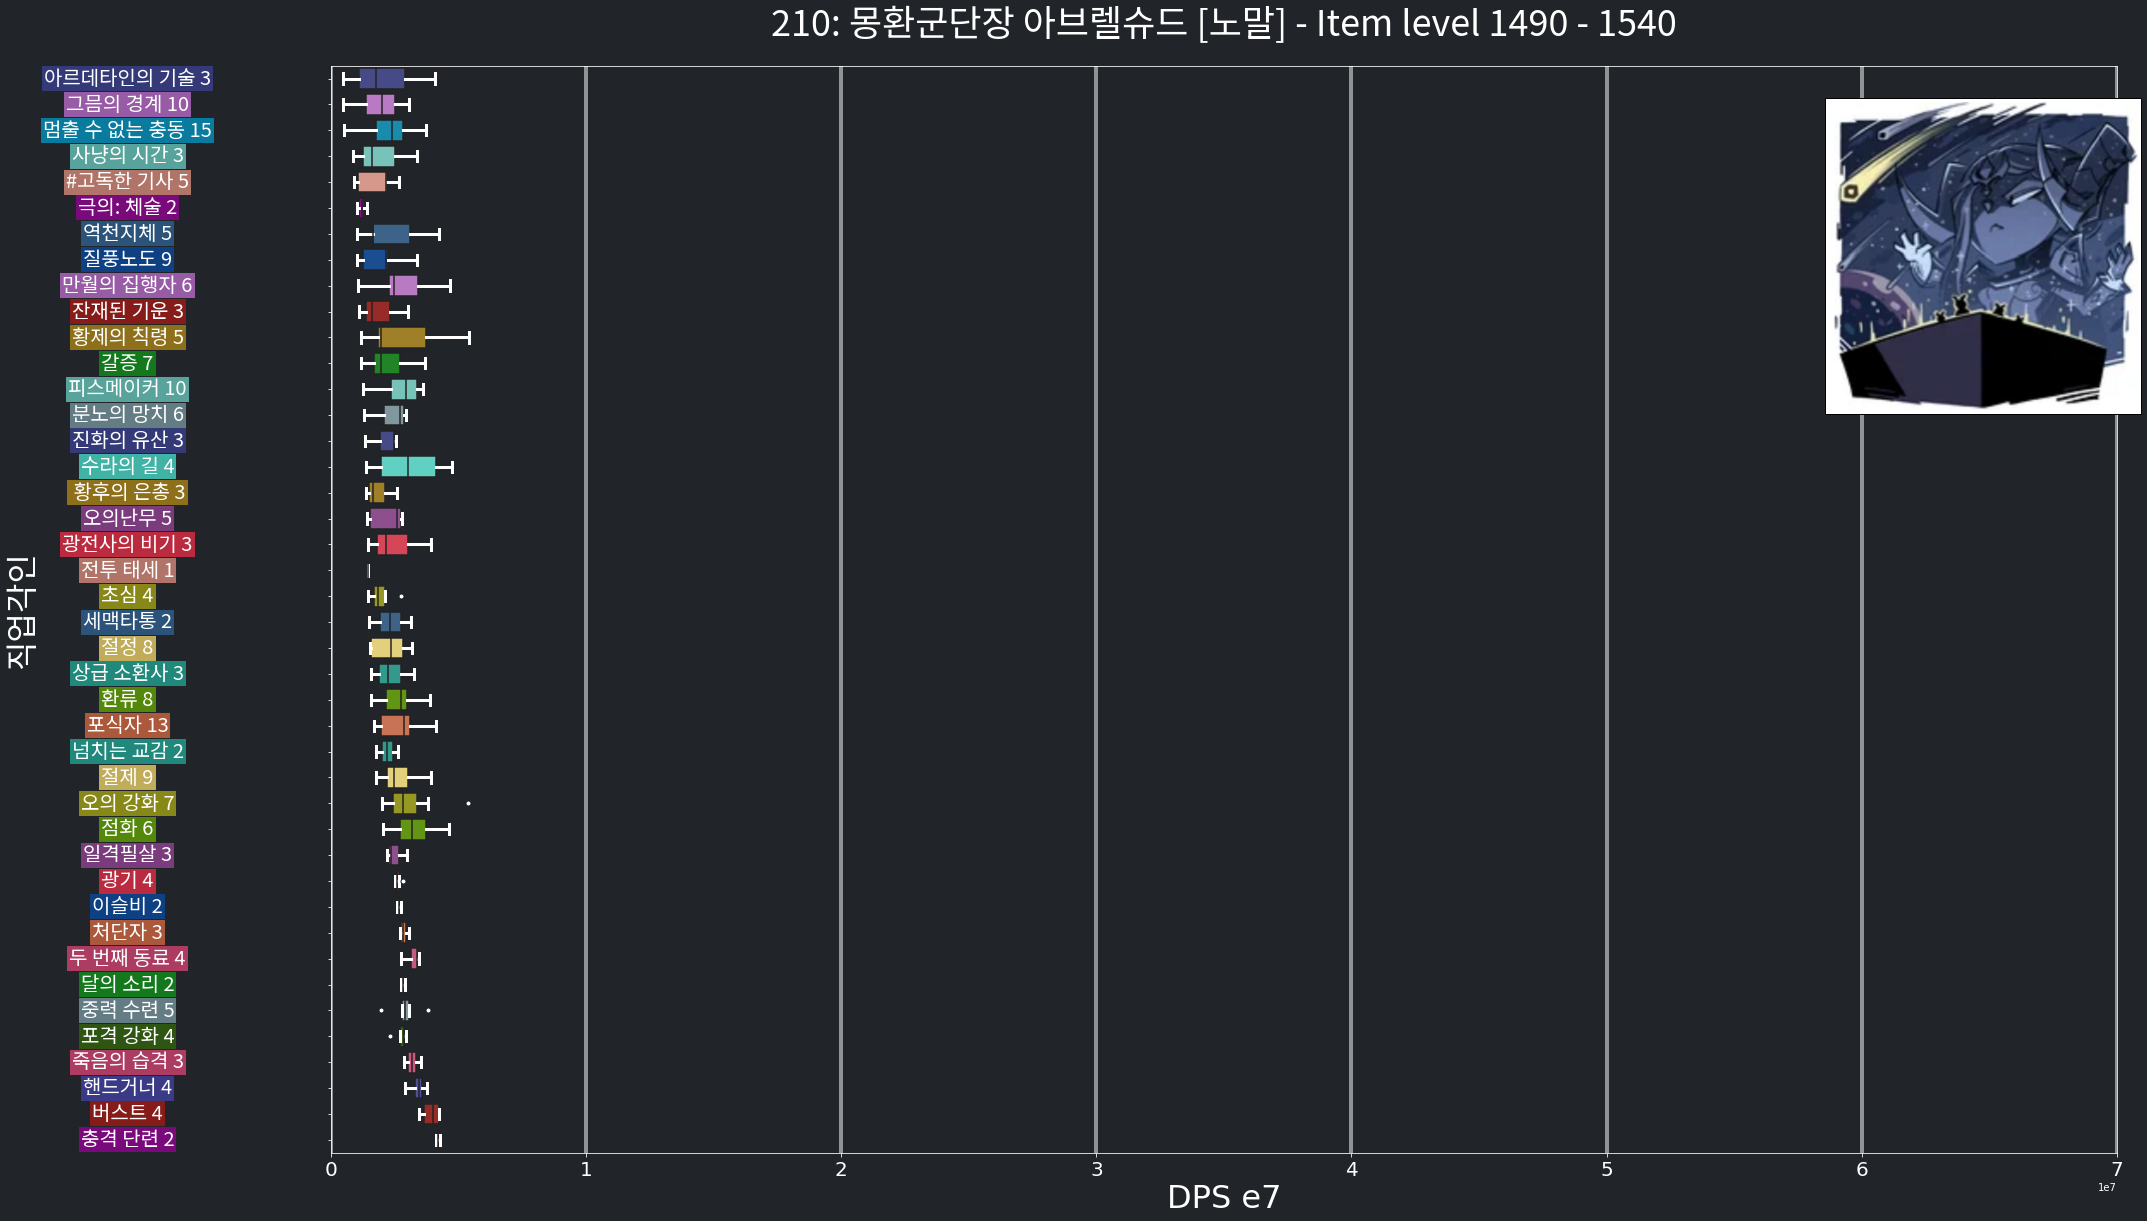 210: 몽환군단장 아브렐슈드 [노말] - Item level 1490 - 1540
직업각인
아르데타인의 기술 3
그믐의 경계 10
멈출 수 없는 충동 15
사냥의 시간 3
#고독한 기사 5
극의: 체술 2
역천지체 5
질풍노도 9
만월의 집행자 6
잔재된 기운 3
황제의 칙령 5
갈증 7
피스메이커 10
분노의 망치 6
진화의 유산 3
수라의 길 4
황후의 은총 3
오의난무 5
광전사의 비기 3
전투 태세 1
초심 4
세맥타통 2
절정 8
상급 소환사 3
환류 8
포식자 13
넘치는 교감 2
절제 9
오의 강화 7
점화 6
일격필살 3
광기 4
이슬비 2
처단자 3
두 번째 동료 4
달의 소리 2
중력 수련 5
포격 강화 4
죽음의 습격 3
핸드거너 4
버스트 4
충격 단련 2
0 1 2 3 4 5 6 7
1e7
DPS e7